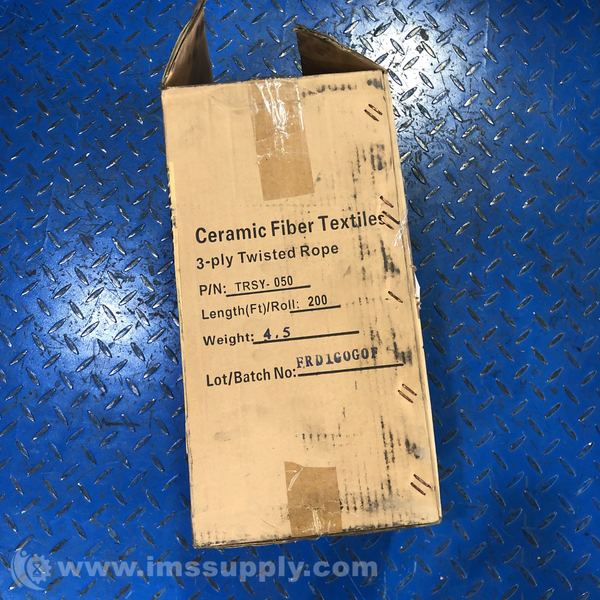 Ceramic Fiber Textiles
3-ply Twisted Rope
P/N: TRSY-050
Length(Ft)/Roll: 200
Weight: 4.5
Lot/Batch No:
www.imssupply.com